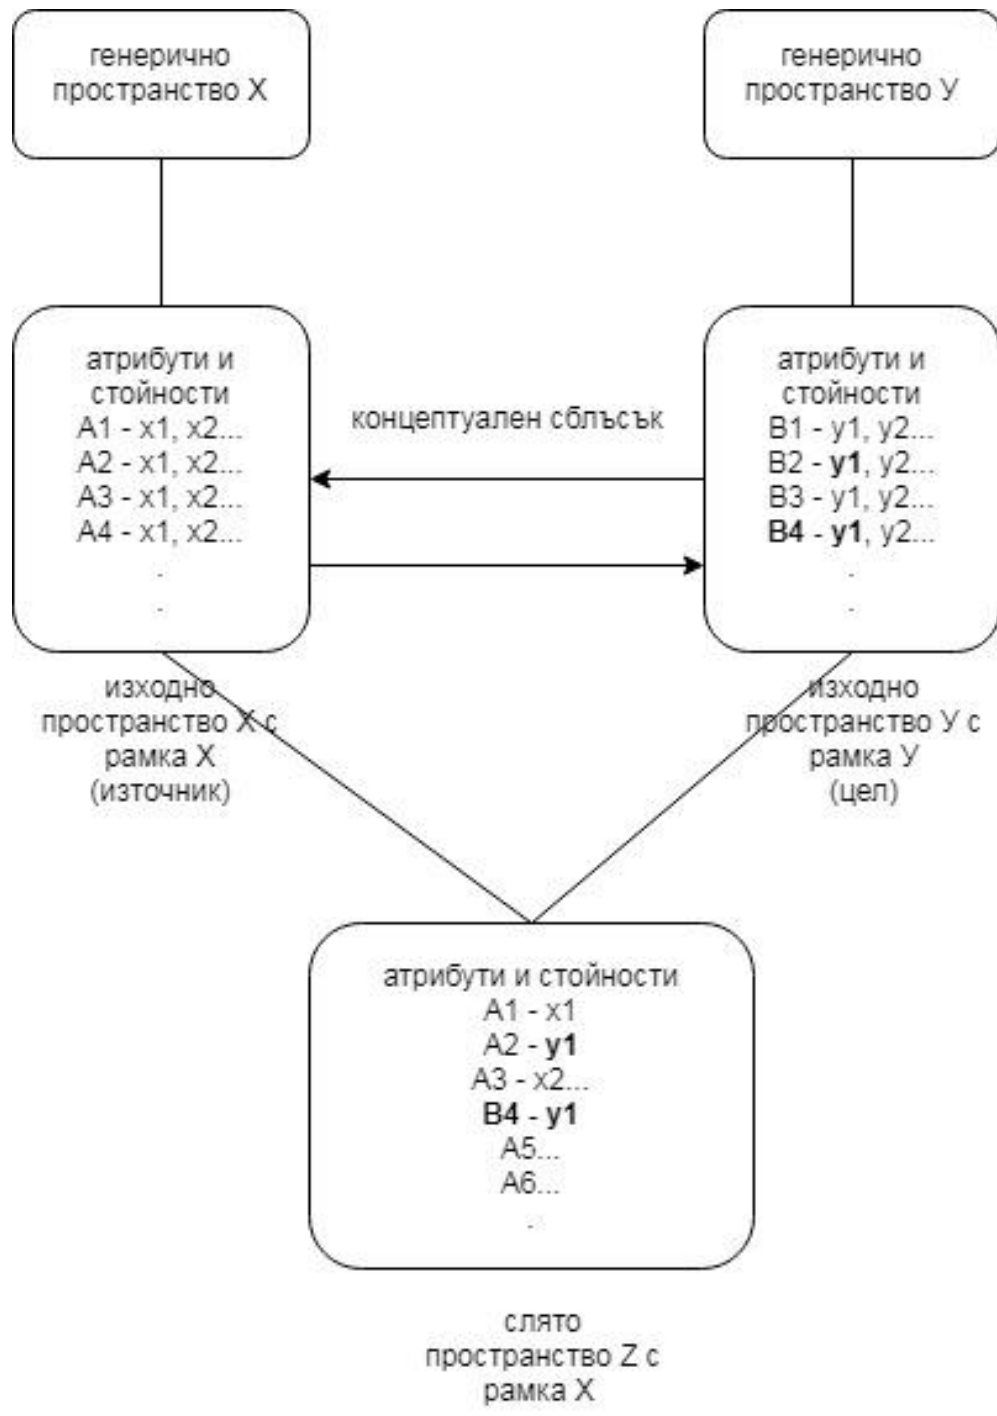 генерично
пространство X
генерично
пространство У
атрибути и
стойности
A1 - x1, x2...
A2 - x1, x2...
A3 - x1, x2...
A4 - x1, x2...
.
.
концептуален сблъсък
атрибути и
стойности
B1 - y1, y2...
B2 - y1, y2...
B3 - y1, y2...
B4 - y1, y2...
.
.
изходно
пространство X с
рамка X
(източник)
изходно
пространство У с
рамка У
(цел)
атрибути и стойности
A1 - x1
A2 - y1
A3 - x2...
B4 - y1
A5...
A6...
.
слято
пространство Z с
рамка X